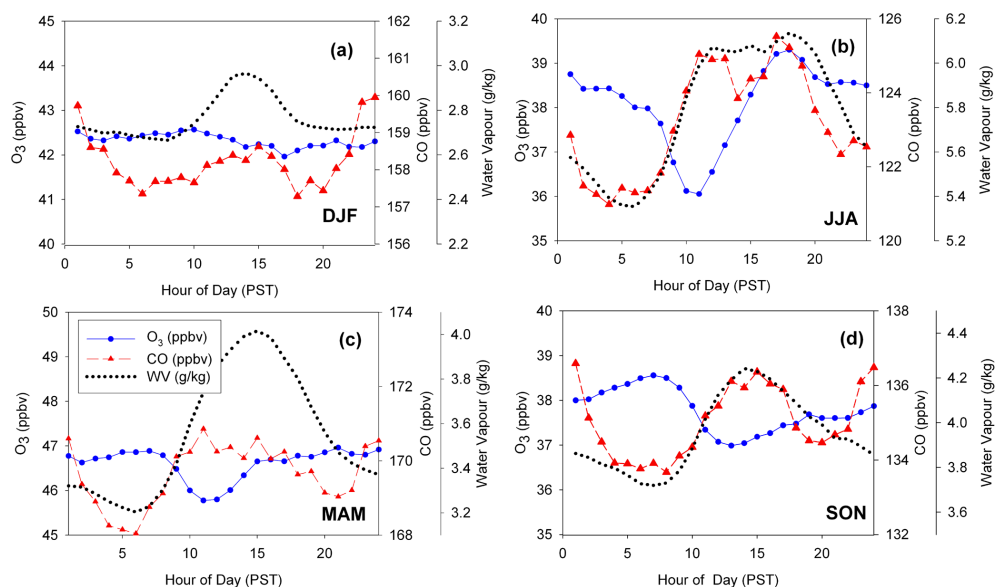 (a)
DJF
O3 (ppbv)
45
44
43
42
41
40
0 5 10 15 20
Hour of Day (PST)
162
161
160
159
158
157
156
CO (ppbv)
3.2
3.0
2.8
2.6
2.4
2.2
Water Vapour (g/kg)
(b)
JJA
O3 (ppbv)
40
39
38
37
36
35
0 5 10 15 20
Hour of Day (PST)
126
124
122
120
CO (ppbv)
6.2
6.0
5.8
5.6
5.4
5.2
Water Vapour (g/kg)
(c)
MAM
O3 (ppbv)
CO (ppbv)
WV (g/kg)
O3 (ppbv)
50
49
48
47
46
45
5 10 15 20
Hour of Day (PST)
174
172
170
168
CO (ppbv)
4.0
3.8
3.6
3.4
3.2
Water Vapour (g/kg)
(d)
SON
O3 (ppbv)
40
39
38
37
36
35
0 5 10 15 20
Hour of Day (PST)
138
136
134
132
CO (ppbv)
4.4
4.2
4.0
3.8
3.6
Water Vapour (g/kg)